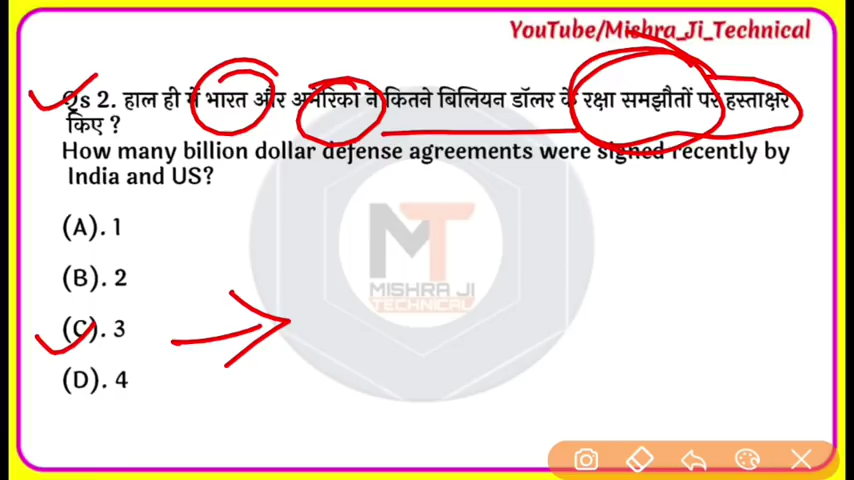 YouTube/Mishra_Ji_Technical
Qs 2. हाल ही में भारत और अमेरिका ने कितने बिलियन डॉलर के रक्षा समझौतों पर हस्ताक्षर
किए ?
How many billion dollar defense agreements were signed recently by
India and US?
(A). 1
(B). 2
(C). 3
(D). 4
MT
MISHRA JI
TECHNICAL